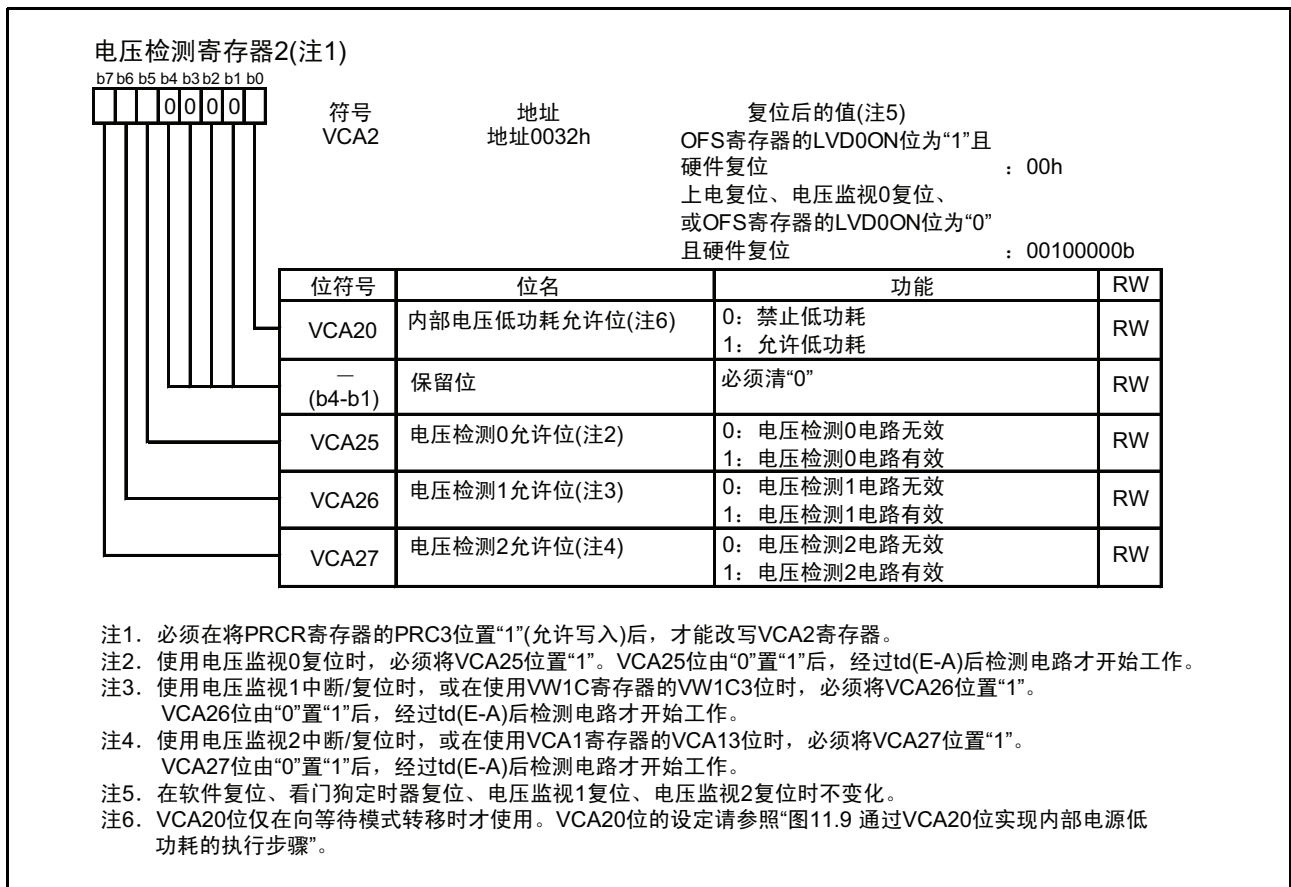 电压检测寄存器2(注1)
b7 b6 b5 b4 b3 b2 b1 b0
0 0 0 0
符号 地址 复位后的值(注5)
VCA2 地址0032h OFS寄存器的LVD0ON位为“1”且
硬件复位 ：00h
上电复位、电压监视0复位、
或OFS寄存器的LVD0ON位为“0”
且硬件复位 ：00100000b
位符号 位名 功能 RW
VCA20 内部电压低功耗允许位(注6) 0：禁止低功耗 RW
1：允许低功耗
— 保留位 必须清“0” RW
(b4-b1)
VCA25 电压检测0允许位(注2) 0：电压检测0电路无效 RW
1：电压检测0电路有效
VCA26 电压检测1允许位(注3) 0：电压检测1电路无效 RW
1：电压检测1电路有效
VCA27 电压检测2允许位(注4) 0：电压检测2电路无效 RW
1：电压检测2电路有效
注1. 必须在将PRCR寄存器的PRC3位置“1”(允许写入)后，才能改写VCA2寄存器。
注2. 使用电压监视0复位时，必须将VCA25位置“1”。VCA25位由“0”置“1”后，经过td(E-A)后检测电路才开始工作。
注3. 使用电压监视1中断/复位时，或在使用VW1C寄存器的VW1C3位时，必须将VCA26位置“1”。
VCA26位由“0”置“1”后，经过td(E-A)后检测电路才开始工作。
注4. 使用电压监视2中断/复位时，或在使用VCA1寄存器的VCA13位时，必须将VCA27位置“1”。
VCA27位由“0”置“1”后，经过td(E-A)后检测电路才开始工作。
注5. 在软件复位、看门狗定时器复位、电压监视1复位、电压监视2复位时不变化。
注6. VCA20位仅在向等待模式转移时才使用。VCA20位的设定请参照“图11.9 通过VCA20位实现内部电源低
功耗的执行步骤”。